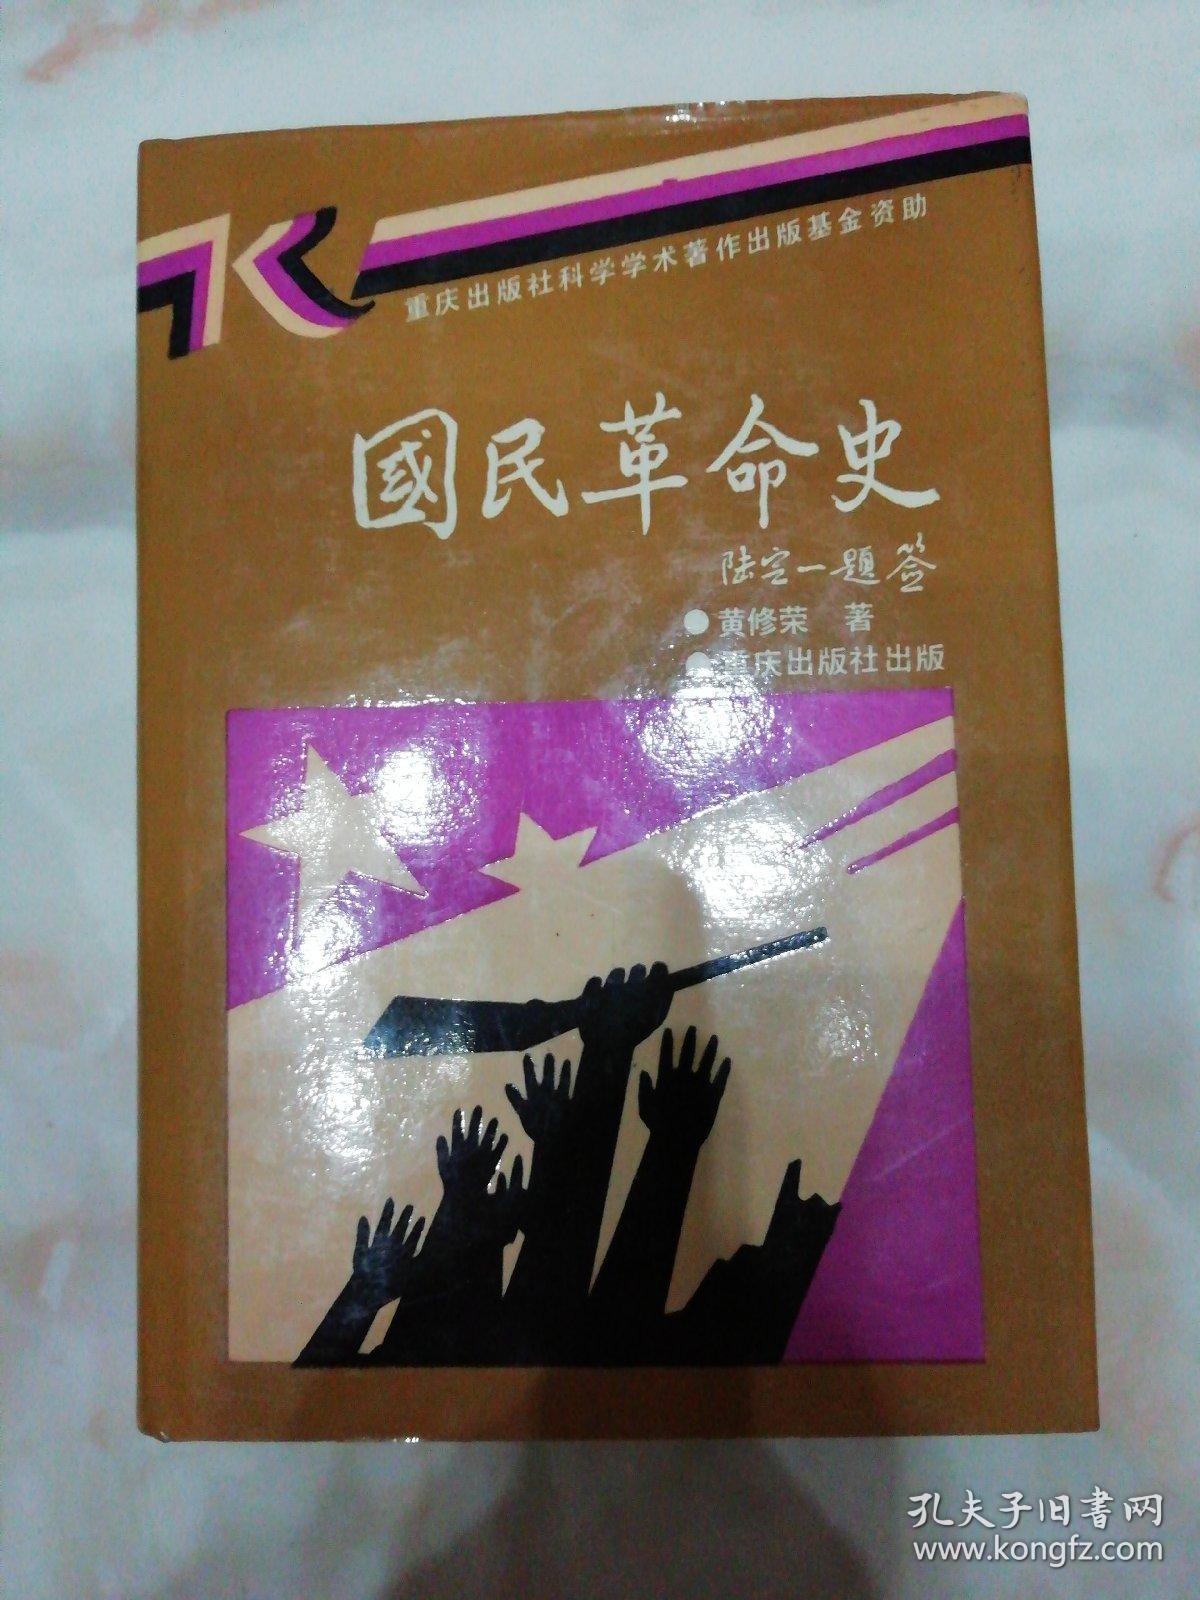 重庆出版社科学学术著作出版基金资助
國民革命史
陆定一題签
黄修荣 著
重庆出版社出版
孔夫子旧書网
www.kongfz.com